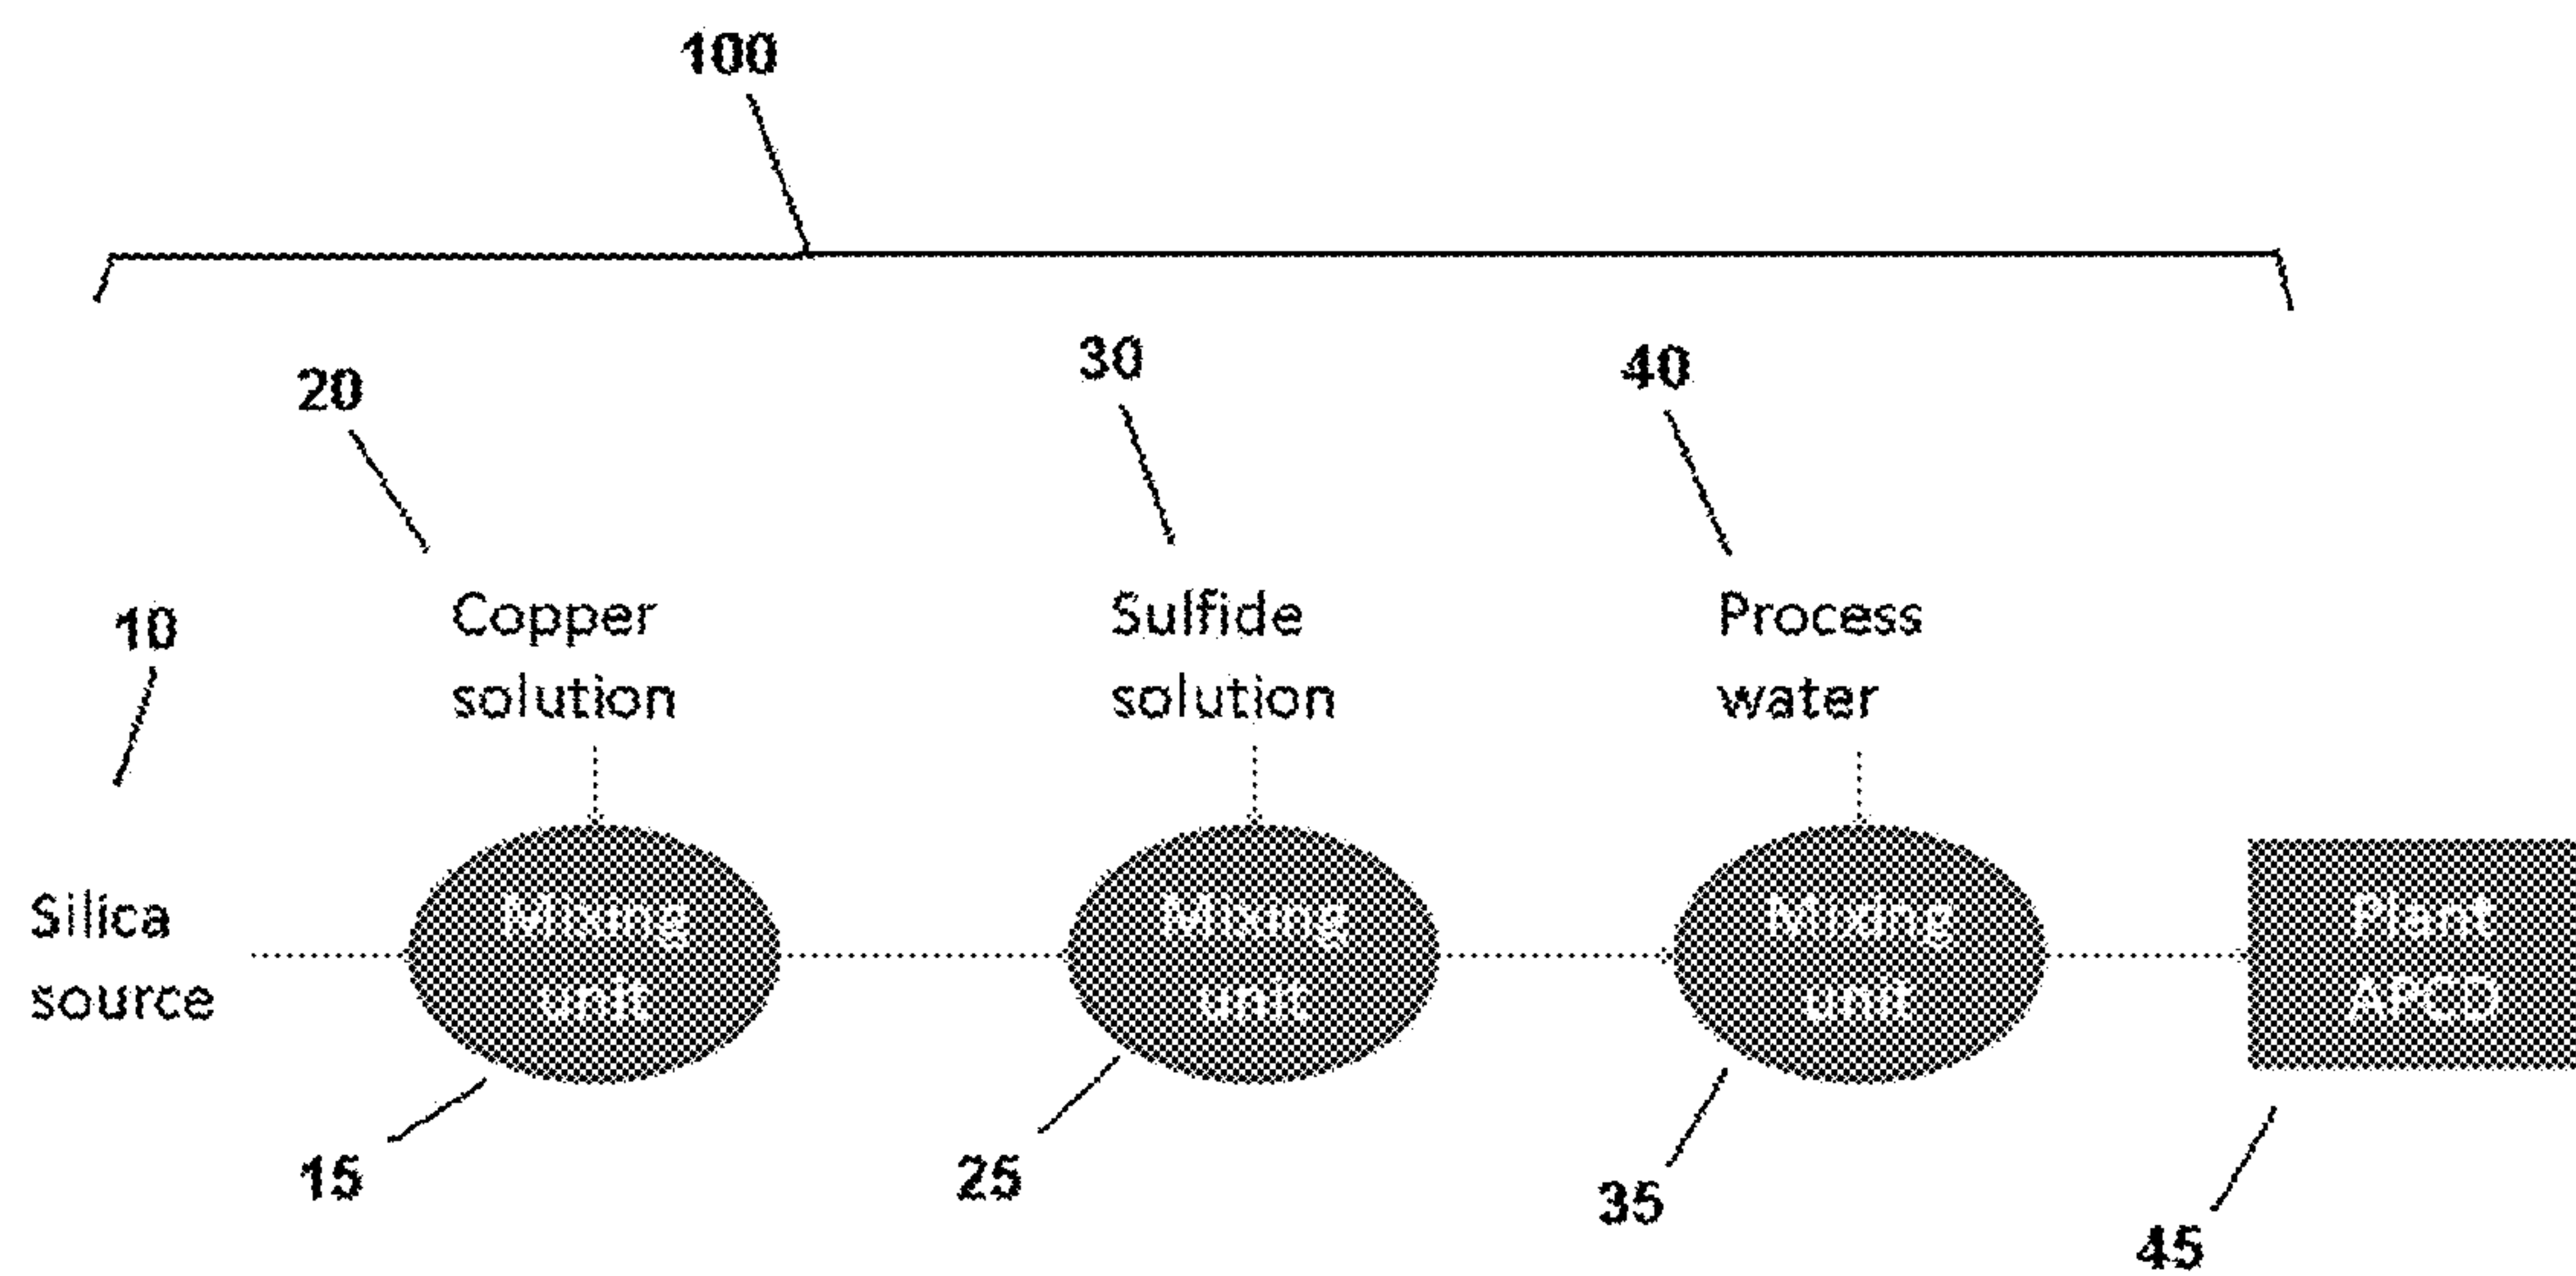 100
20
30
40
10
Copper
solution
Sulfide
solution
Process
water
Silica
source
Mixing
unit
Mixing
unit
Mixing
unit
Plant
APCD
15
25
35
45